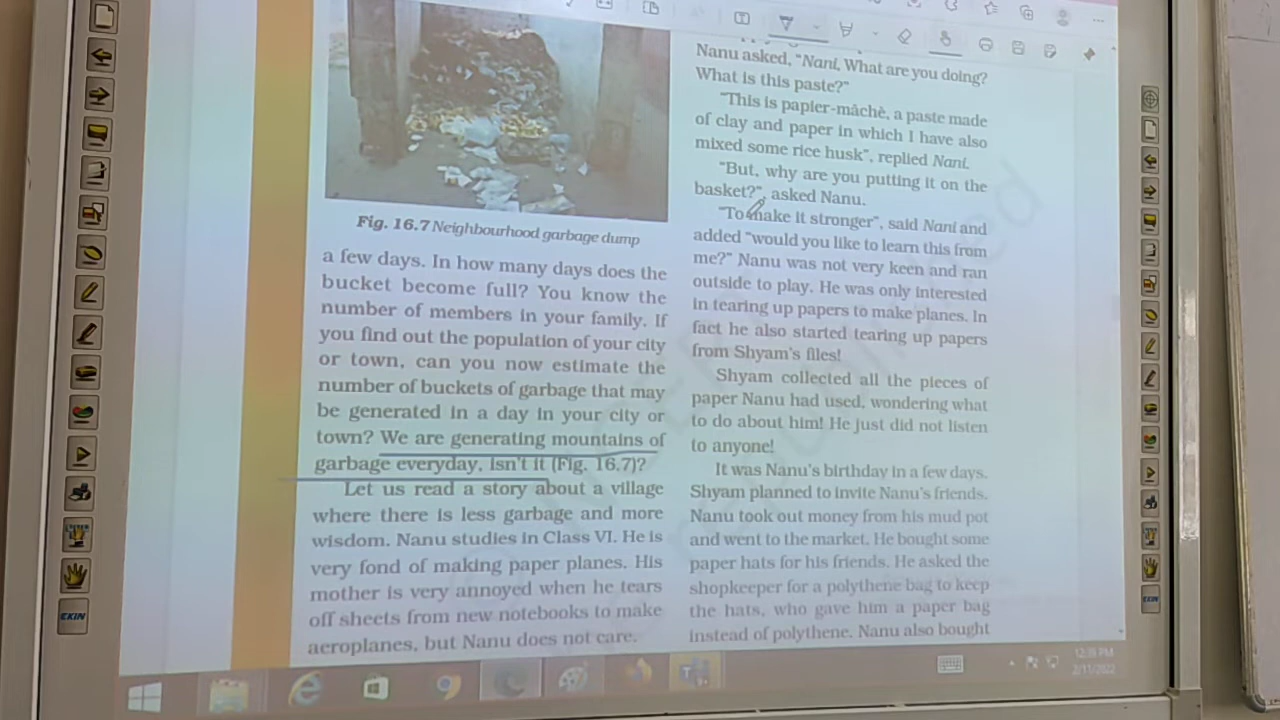 Fig. 16.7 Neighbourhood garbage dump
a few days. In how many days does the
bucket become full? You know the
number of members in your family. If
you find out the population of your city
or town, can you now estimate the
number of buckets of garbage that may
be generated in a day in your city or
town? We are generating mountains of
garbage everyday, isn't it (Fig. 16.7)?
Let us read a story about a village
where there is less garbage and more
wisdom. Nanu studies in Class VI. He is
very fond of making paper planes. His
mother is very annoyed when he tears
off sheets from new notebooks to make
aeroplanes, but Nanu does not care.
Nanu asked, "Nani, What are you doing?
What is this paste?"
"This is papier-mâchè, a paste made
of clay and paper in which I have also
mixed some rice husk", replied Nani.
"But, why are you putting it on the
basket?", asked Nanu.
"To make it stronger", said Nani and
added "would you like to learn this from
me?" Nanu was not very keen and ran
outside to play. He was only interested
in tearing up papers to make planes. In
fact he also started tearing up papers
from Shyam's files!
Shyam collected all the pieces of
paper Nanu had used, wondering what
to do about him! He just did not listen
to anyone!
It was Nanu's birthday in a few days.
Shyam planned to invite Nanu's friends.
Nanu took out money from his mud pot
and went to the market. He bought some
paper hats for his friends. He asked the
shopkeeper for a polythene bag to keep
the hats, who gave him a paper bag
instead of polythene. Nanu also bought
2/11/2022